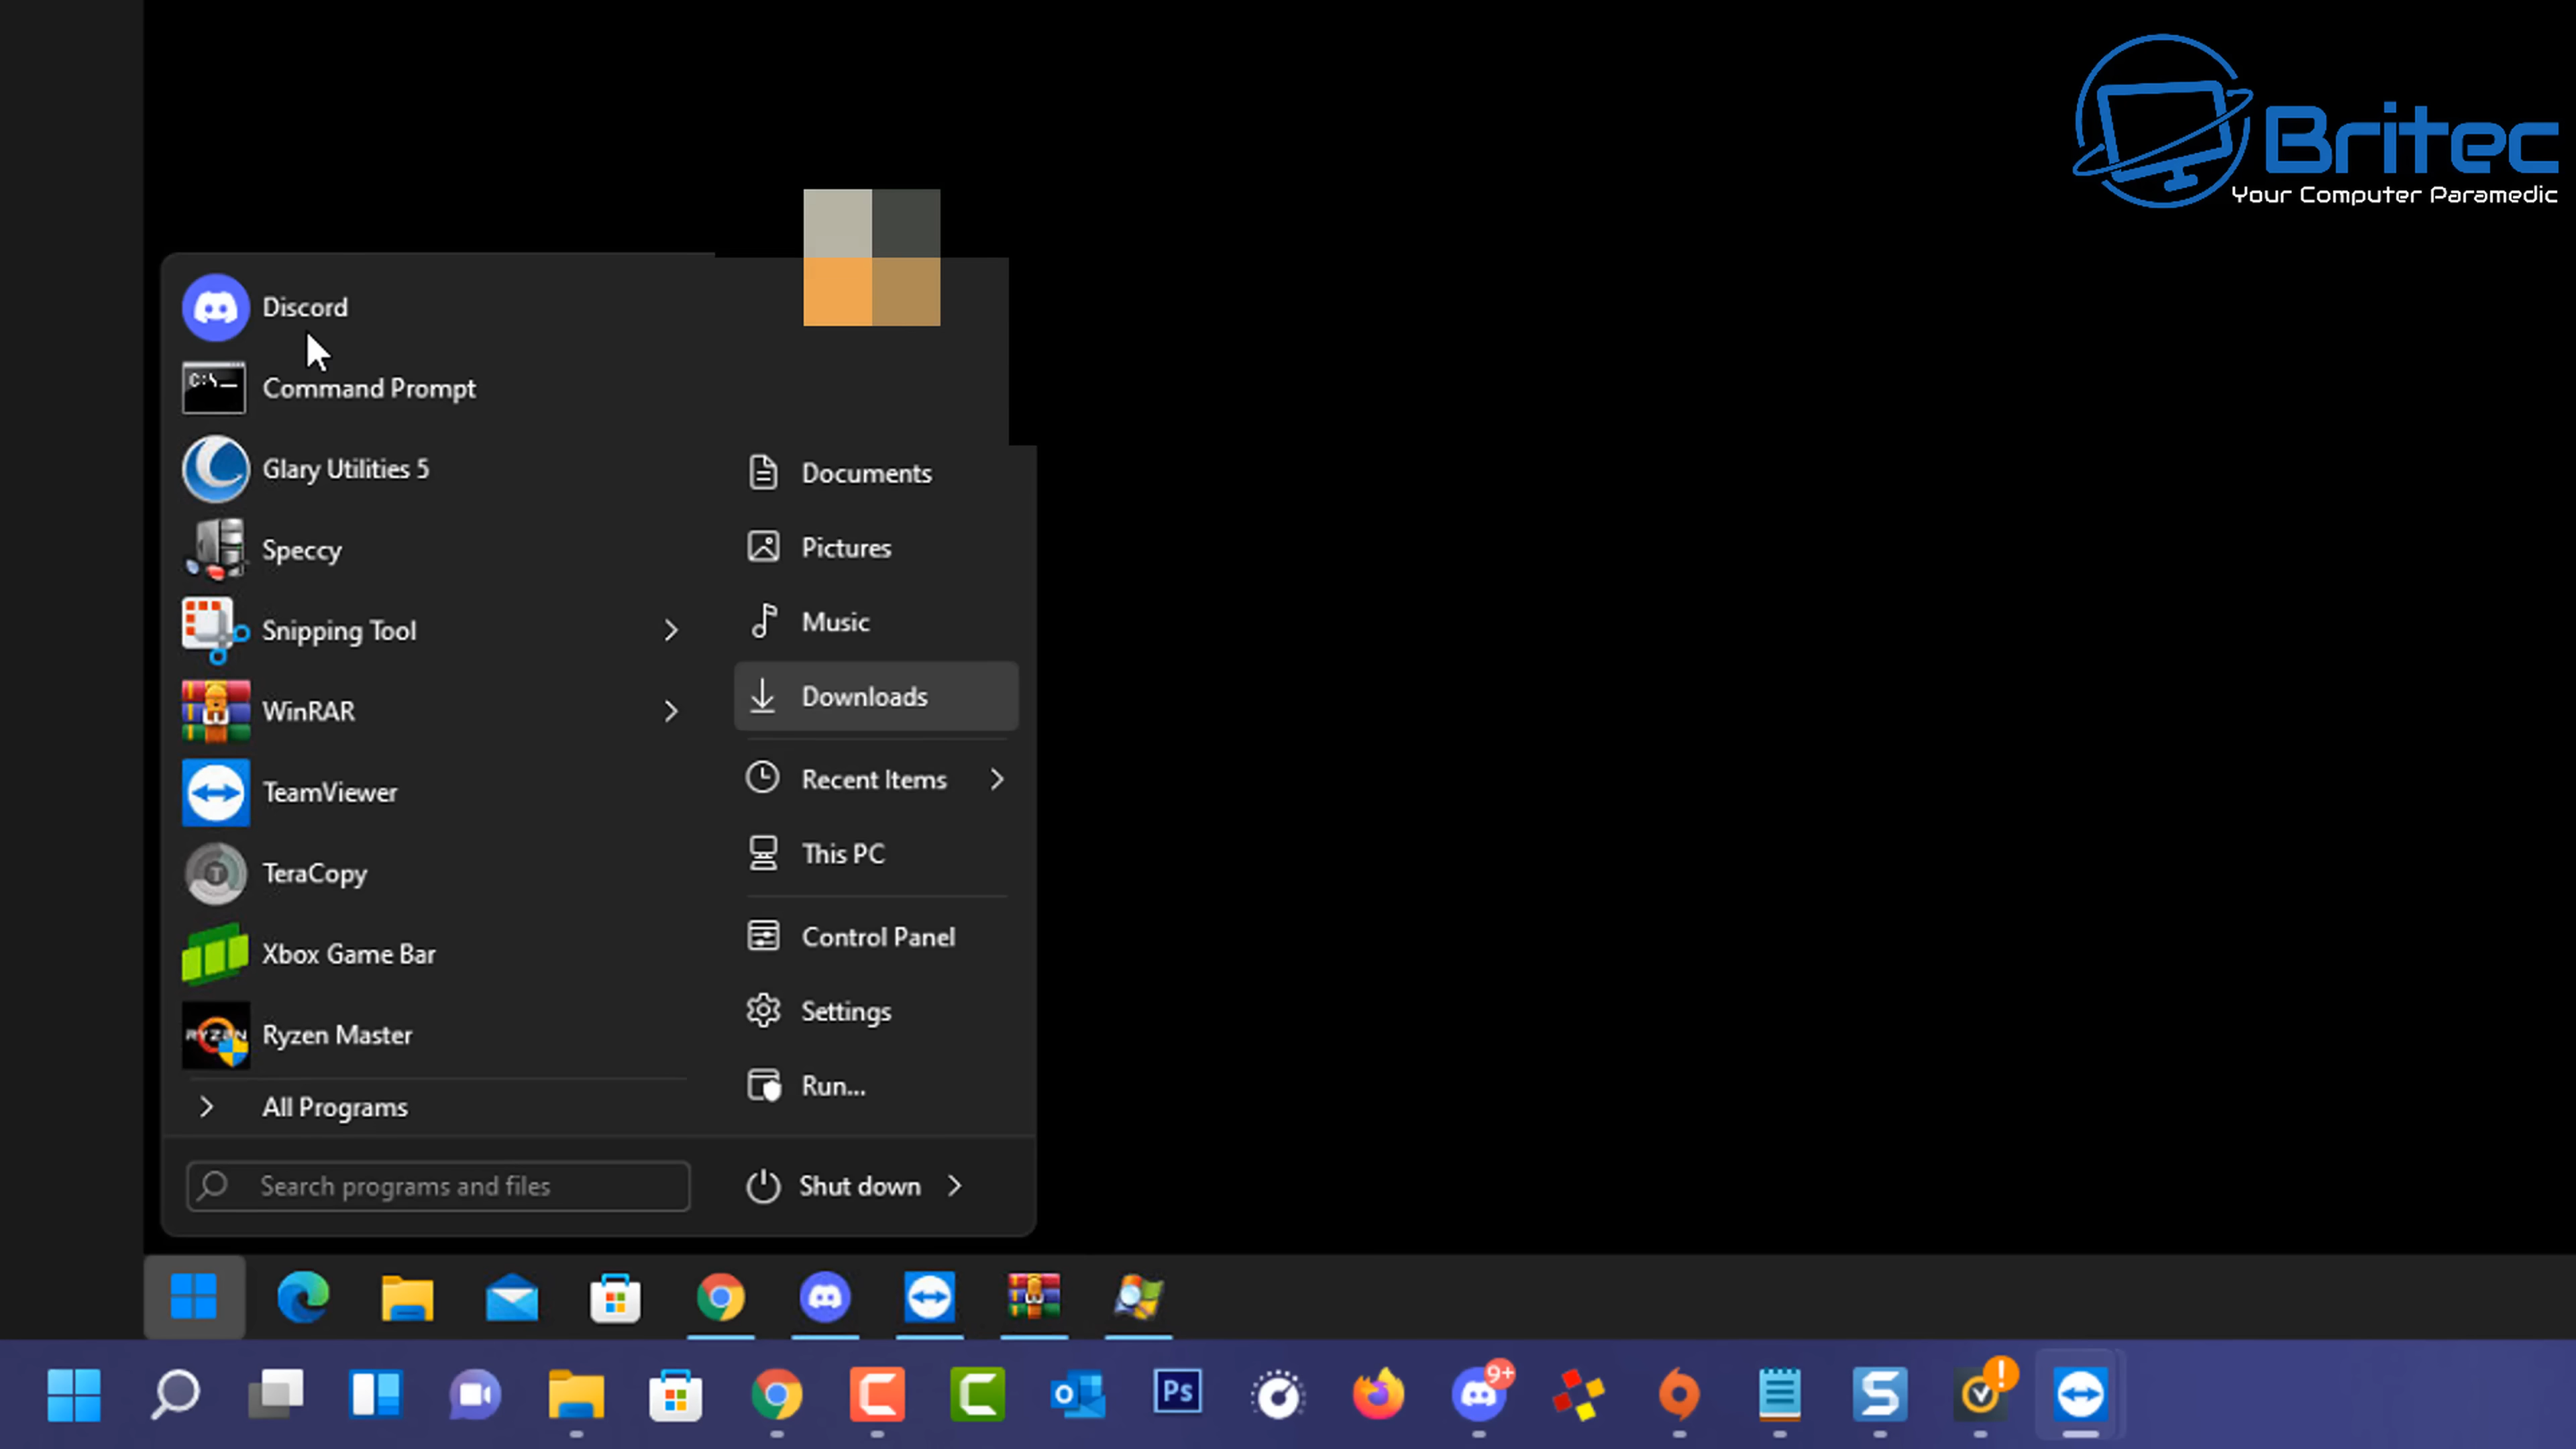 Britec
Your Computer Paramedic
Discord
Command Prompt
C:\_
Glary Utilities 5
Speccy
Snipping Tool
WinRAR
TeamViewer
TeraCopy
Xbox Game Bar
RYZEN
Ryzen Master
All Programs
Search programs and files
Documents
Pictures
Music
Downloads
Recent Items
This PC
Control Panel
Settings
Run...
Shut down
Ps
9+